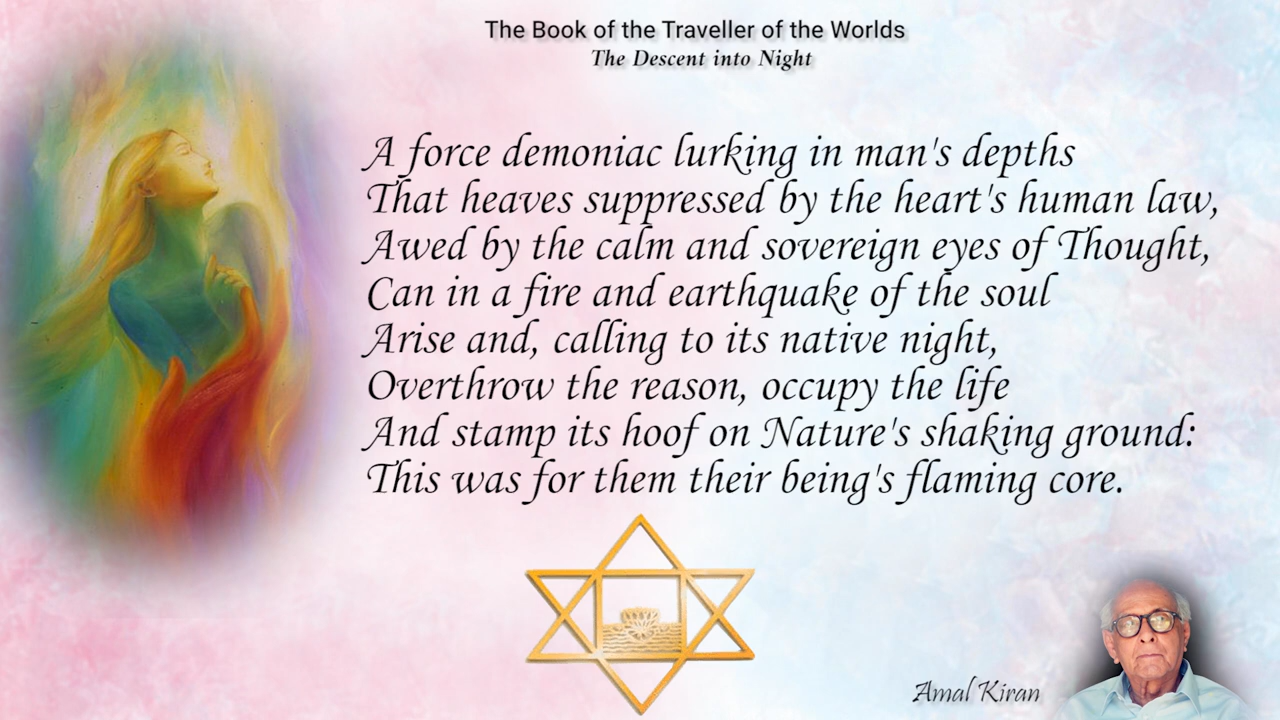 The Book of the Traveller of the Worlds
The Descent into Night
A force demoniac lurking in man's depths
That heaves suppressed by the heart's human law,
Awed by the calm and sovereign eyes of Thought,
Can in a fire and earthquake of the soul
Arise and, calling to its native night,
Overthrow the reason, occupy the life
And stamp its hoof on Nature's shaking ground:
This was for them their being's flaming core.
Amal Kiran